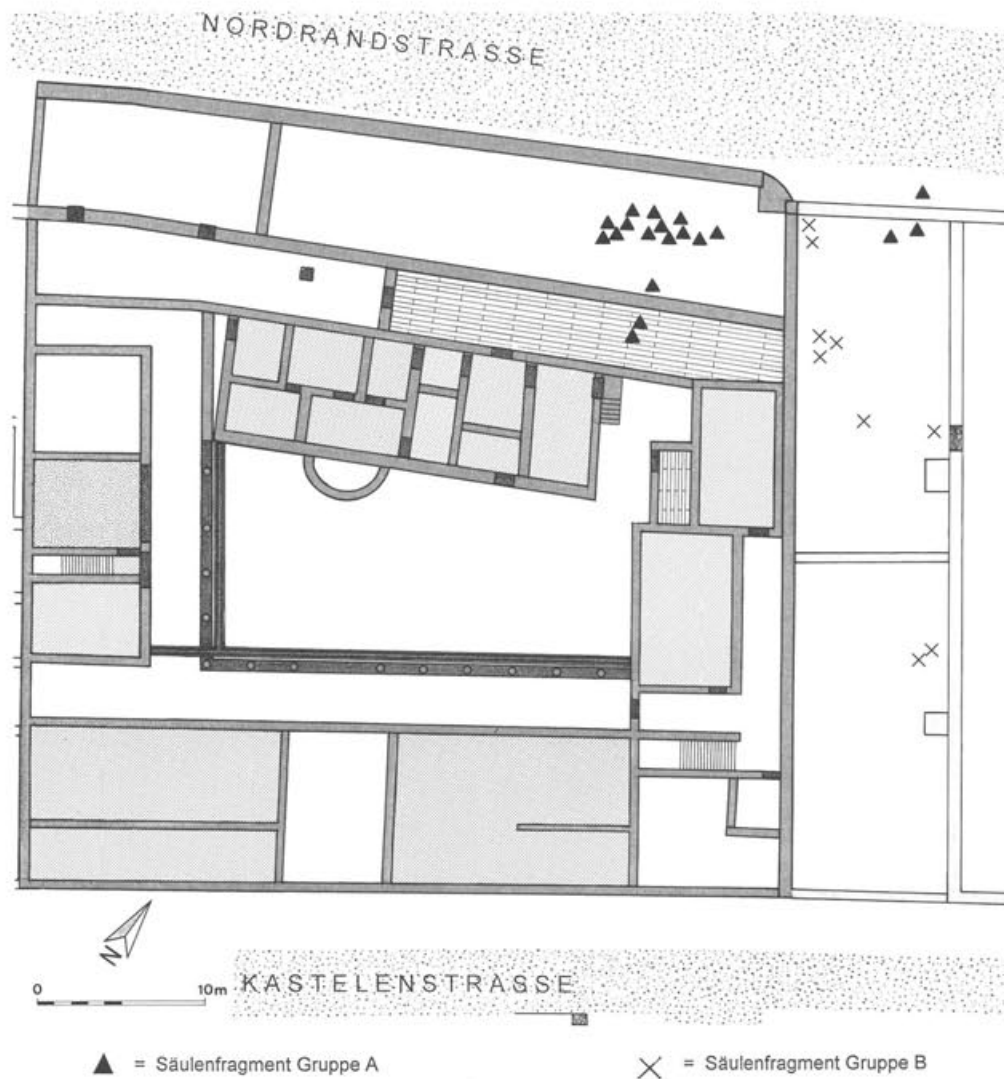 NORDRANDSTRASSE
N
0 10m
KASTELENSTRASSE
▲ = Säulenfragment Gruppe A
× = Säulenfragment Gruppe B